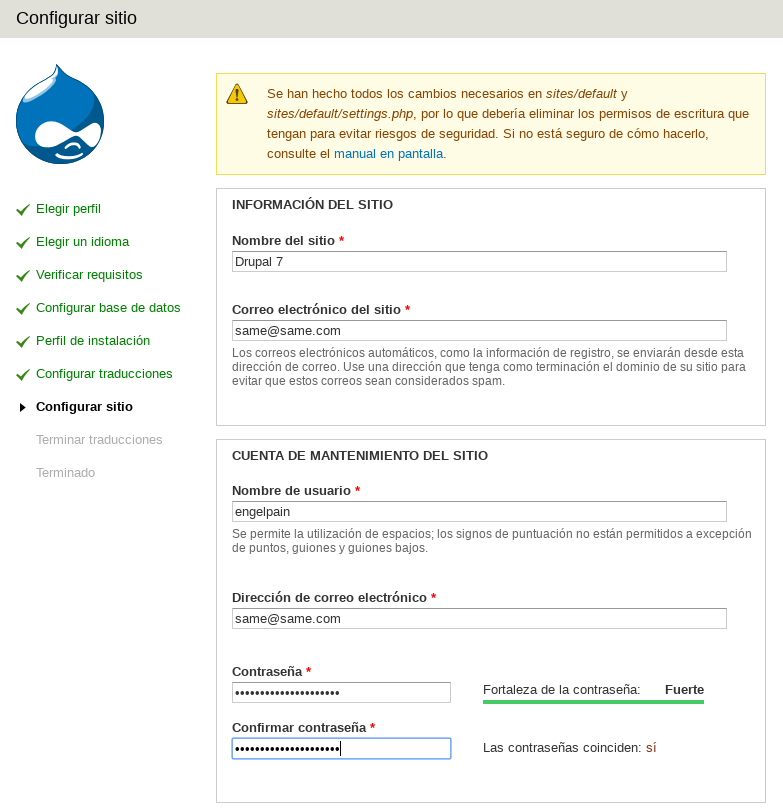 Configurar sitio
Se han hecho todos los cambios necesarios en sites/default y
sites/default/settings.php, por lo que debería eliminar los permisos de escritura que
tengan para evitar riesgos de seguridad. Si no está seguro de cómo hacerlo,
consulte el manual en pantalla.
Elegir perfil
Elegir un idioma
Verificar requisitos
Configurar base de datos
Perfil de instalación
Configurar traducciones
Configurar sitio
Terminar traducciones
Terminado
INFORMACIÓN DEL SITIO
Nombre del sitio *
Drupal 7
Correo electrónico del sitio *
same@same.com
Los correos electrónicos automáticos, como la información de registro, se enviarán desde esta
dirección de correo. Use una dirección que tenga como terminación el dominio de su sitio para
evitar que estos correos sean considerados spam.
CUENTA DE MANTENIMIENTO DEL SITIO
Nombre de usuario *
engelpain
Se permite la utilización de espacios; los signos de puntuación no están permitidos a excepción
de puntos, guiones y guiones bajos.
Dirección de correo electrónico *
same@same.com
Contraseña *
•••••••••••••••••••••
Fortaleza de la contraseña: Fuerte
Confirmar contraseña *
•••••••••••••••••••••
Las contraseñas coinciden: sí